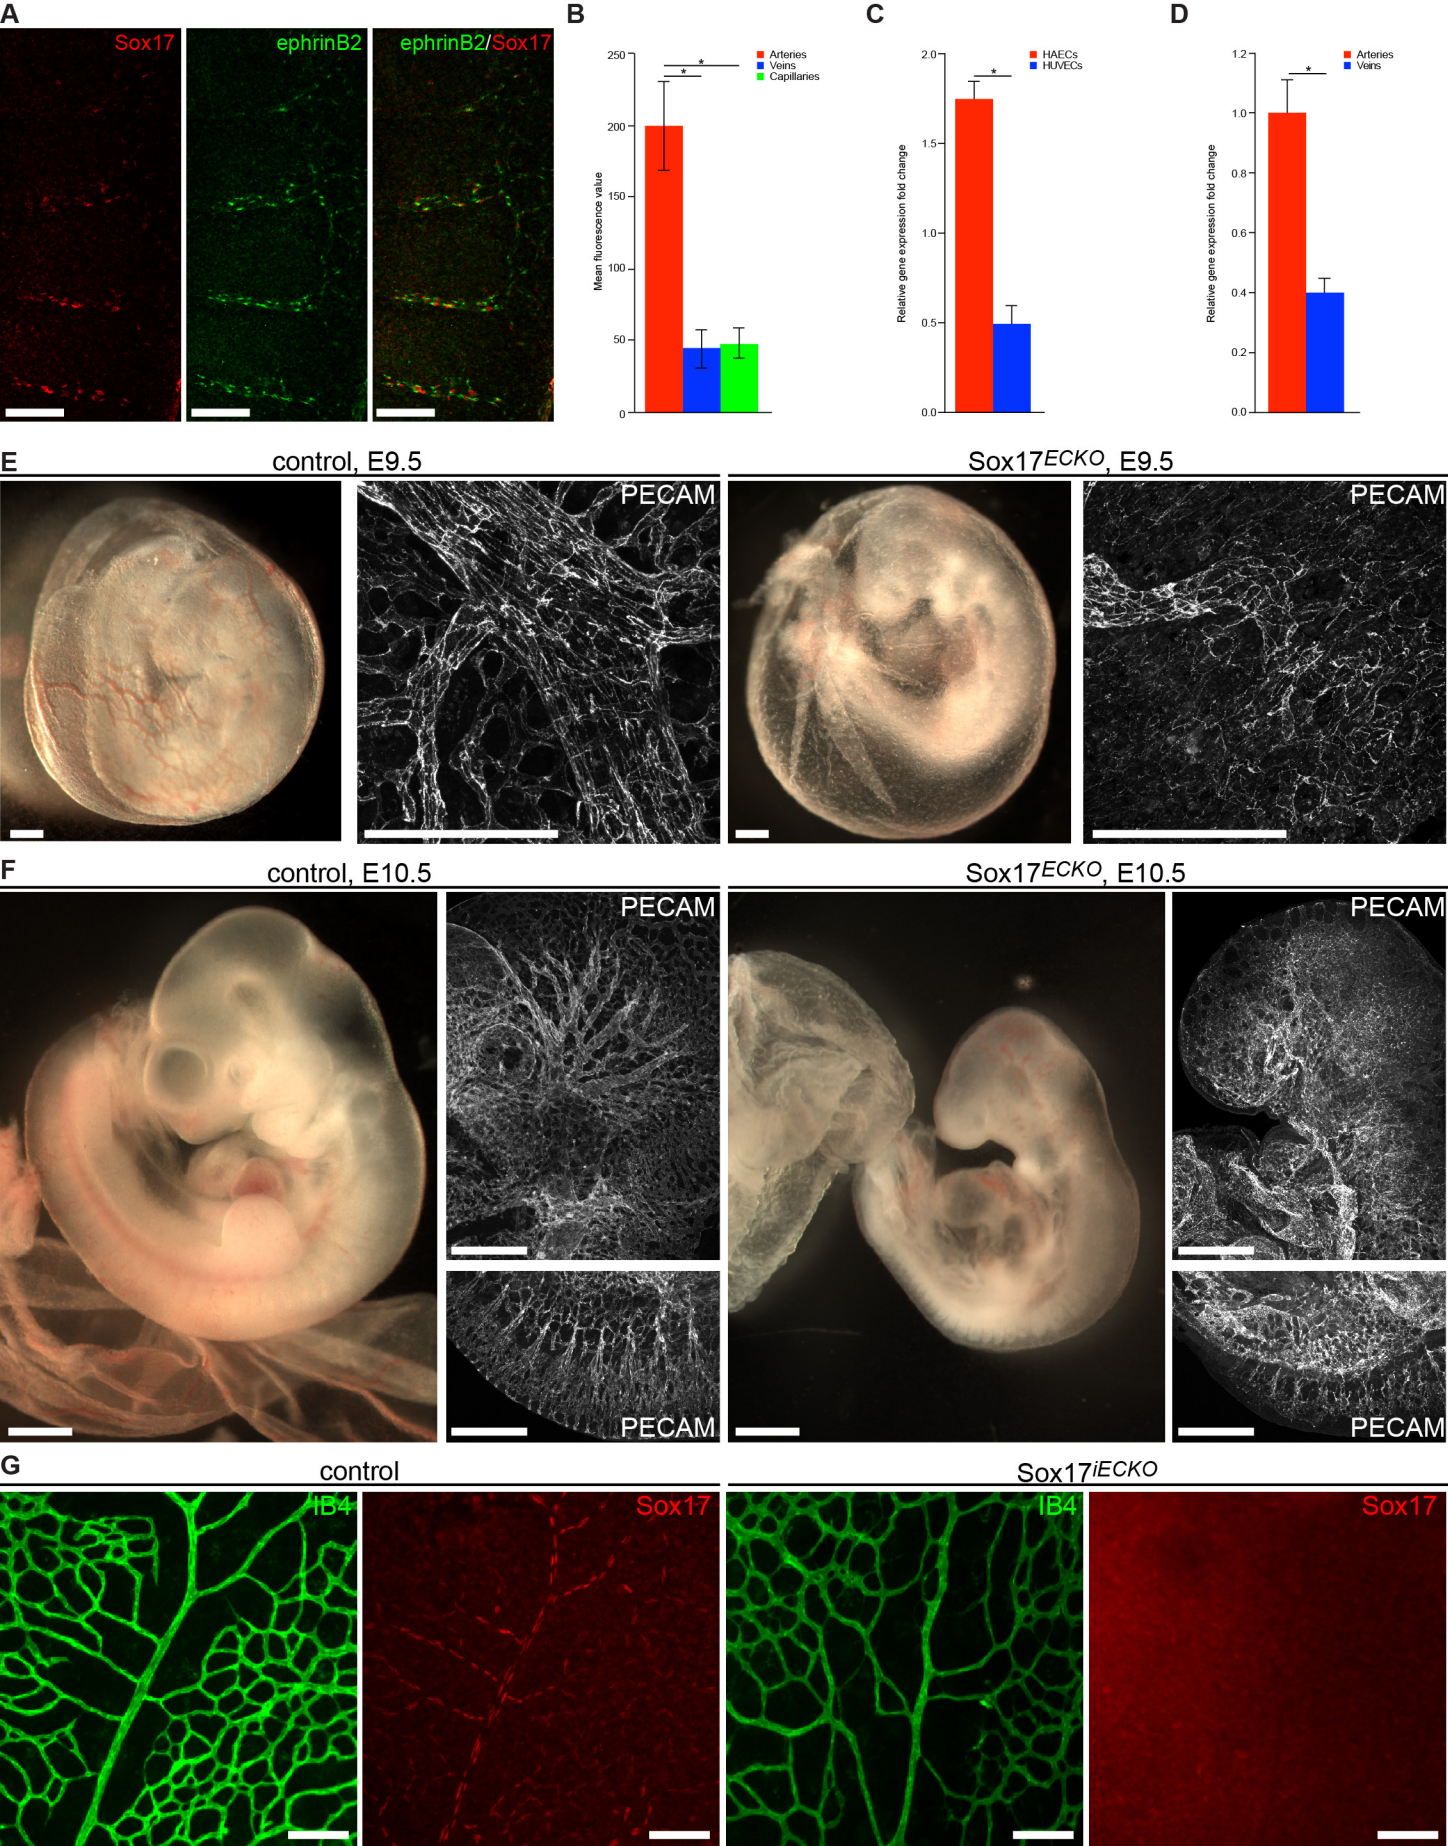 A
Sox17
ephrinB2
ephrinB2/Sox17
B
250
200
150
100
50
0
Mean fluorescence value
*
*
Arteries
Veins
Capillaries
C
2.0
1.5
1.0
0.5
0.0
Relative gene expression fold change
*
HAECs
HUVECs
D
1.2
1.0
0.8
0.6
0.4
0.2
0.0
Relative gene expression fold change
*
Arteries
Veins
E
control, E9.5
PECAM
Sox17ECKO, E9.5
PECAM
F
control, E10.5
PECAM
PECAM
Sox17ECKO, E10.5
PECAM
PECAM
G
control
IB4
Sox17
Sox17iECKO
IB4
Sox17